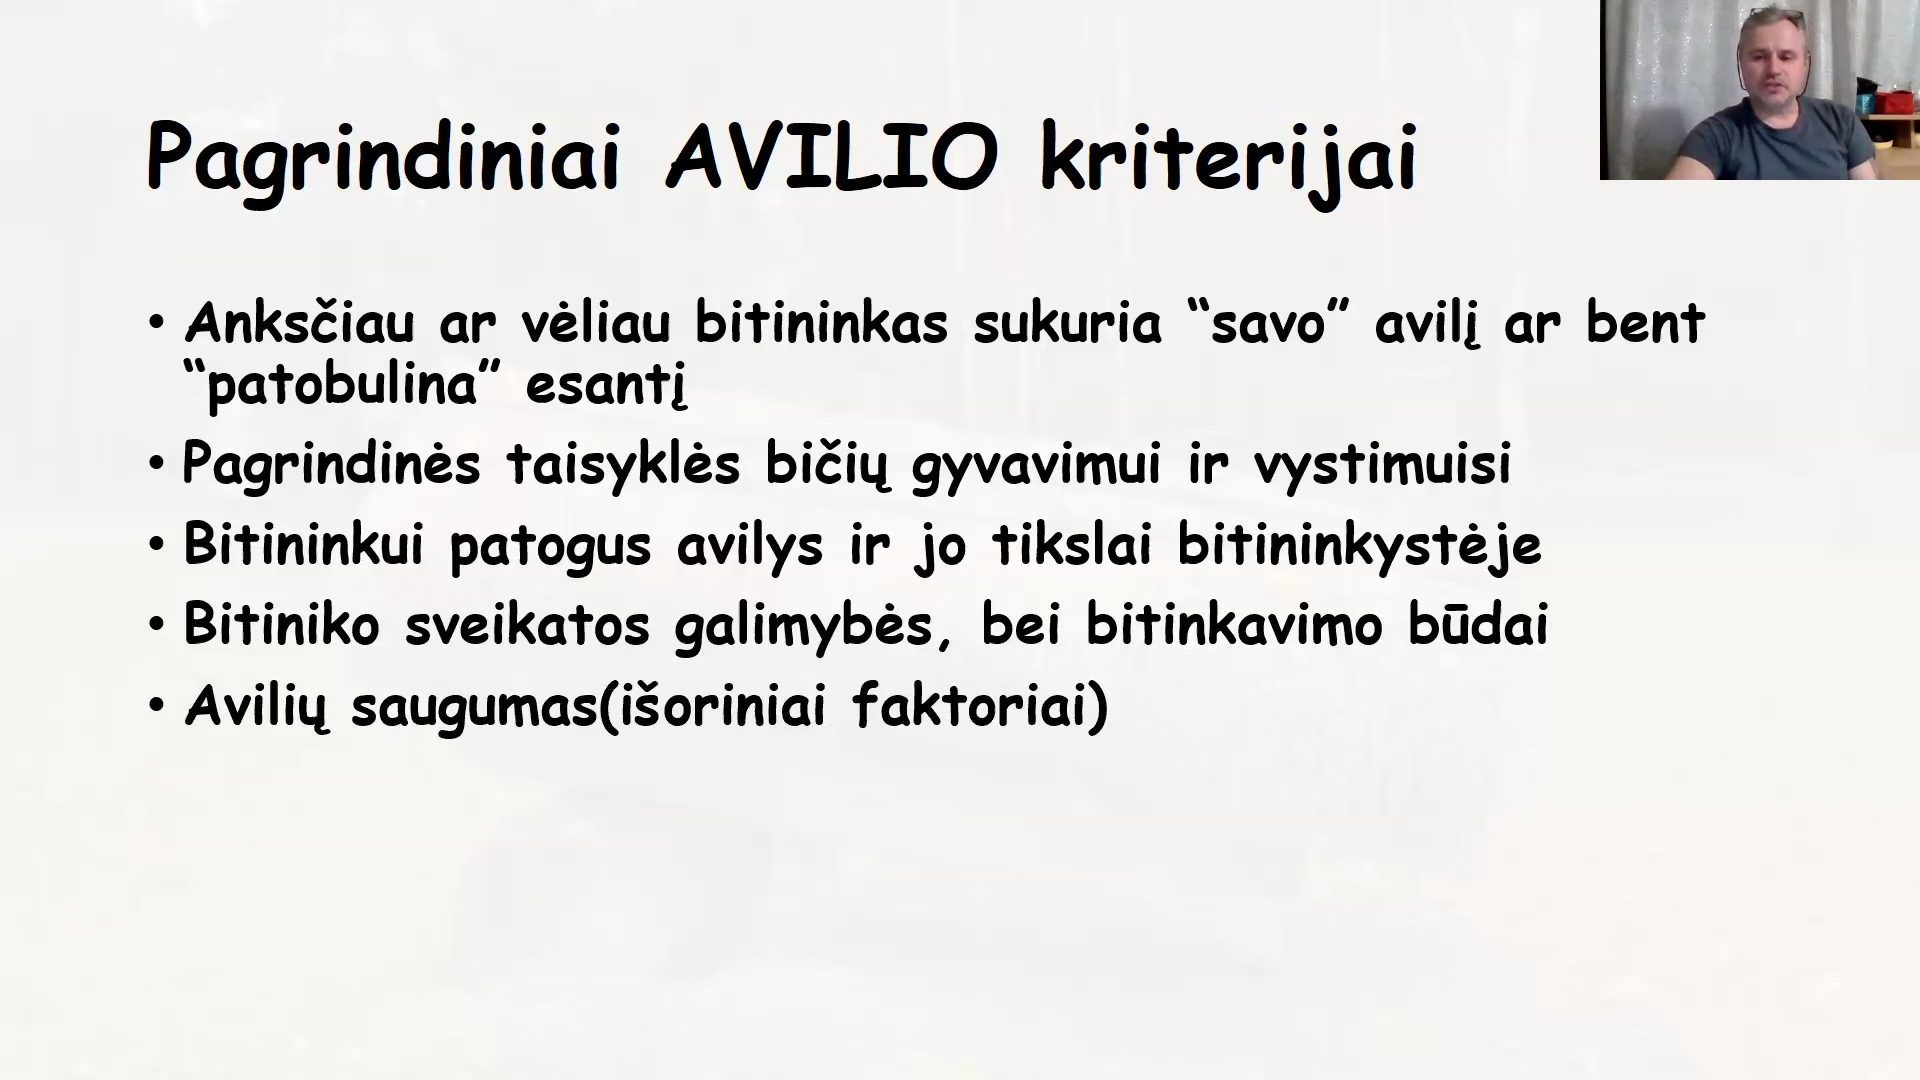 Pagrindiniai AVILIO kriterijai
• Anksčiau ar vėliau bitininkas sukuria “savo” avilį ar bent
“patobulina” esantį
• Pagrindinės taisyklės bičių gyvavimui ir vystimuisi
• Bitininkui patogus avilys ir jo tikslai bitininkystėje
• Bitiniko sveikatos galimybės, bei bitinkavimo būdai
• Avilių saugumas(išoriniai faktoriai)